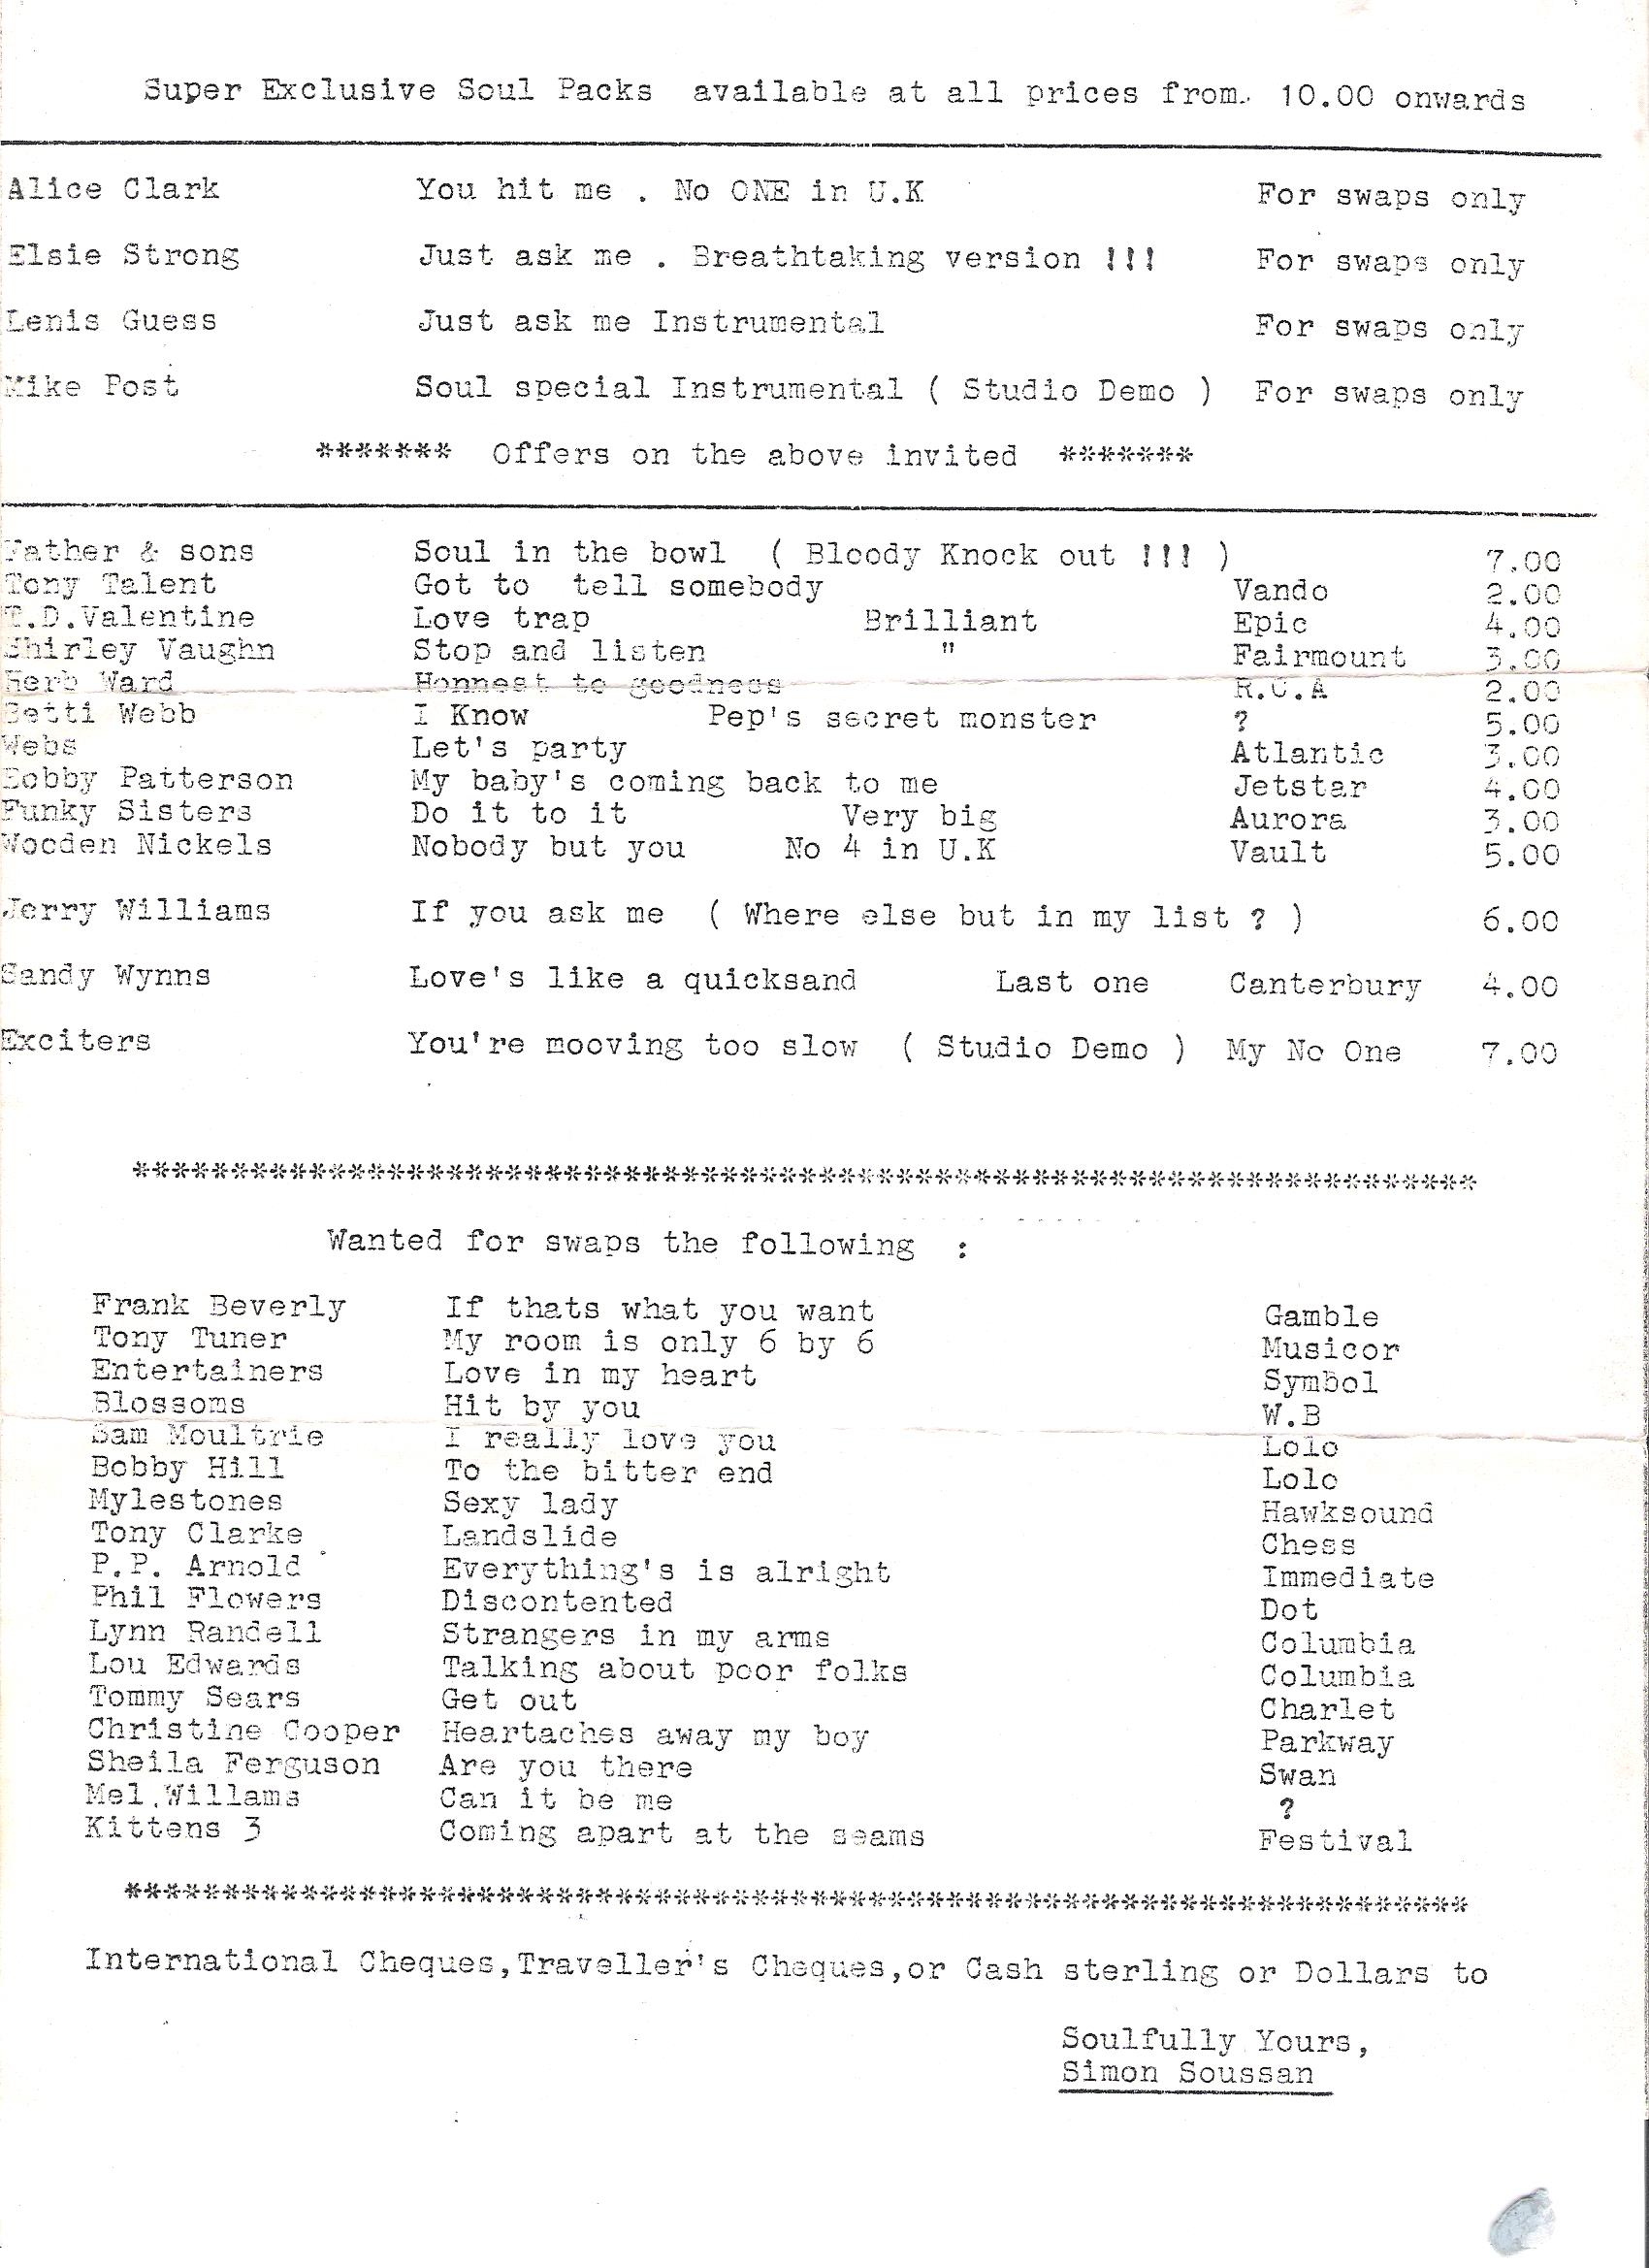 Super Exclusive Soul Packs available at all prices from. 10.00 onwards
Alice Clark You hit me . No ONE in U.K For swaps only
Elsie Strong Just ask me . Breathtaking version !!! For swaps only
Lenis Guess Just ask me Instrumental For swaps only
Mike Post Soul special Instrumental ( Studio Demo ) For swaps only
******* Offers on the above invited *******
Father & sons Soul in the bowl ( Bloody Knock out !!! ) 7.00
Tony Talent Got to tell somebody Vando 2.00
T.D.Valentine Love trap Brilliant Epic 4.00
Shirley Vaughn Stop and listen " Fairmount 3.00
Herb Ward Honnest to goodness R.C.A 2.00
Betti Webb I Know Pep's secret monster ? 5.00
Webs Let's party Atlantic 3.00
Bobby Patterson My baby's coming back to me Jetstar 4.00
Funky Sisters Do it to it Very big Aurora 3.00
Wooden Nickels Nobody but you No 4 in U.K Vault 5.00
Jerry Williams If you ask me ( Where else but in my list ? ) 6.00
Sandy Wynns Love's like a quicksand Last one Canterbury 4.00
Exciters You're mooving too slow ( Studio Demo ) My No One 7.00
*********************************************************************
Wanted for swaps the following :
Frank Beverly If thats what you want Gamble
Tony Tuner My room is only 6 by 6 Musicor
Entertainers Love in my heart Symbol
Blossoms Hit by you W.B
Sam Moultrie I really love you Lolo
Bobby Hill To the bitter end Lolo
Mylestones Sexy lady Hawksound
Tony Clarke Landslide Chess
P.P. Arnold Everything's is alright Immediate
Phil Flowers Discontented Dot
Lynn Randell Strangers in my arms Columbia
Lou Edwards Talking about poor folks Columbia
Tommy Sears Get out Charlet
Christine Cooper Heartaches away my boy Parkway
Sheila Ferguson Are you there Swan
Mel.Willams Can it be me ?
Kittens 3 Coming apart at the seams Festival
*********************************************************************
International Cheques,Traveller's Cheques,or Cash sterling or Dollars to
Soulfully Yours,
Simon Soussan